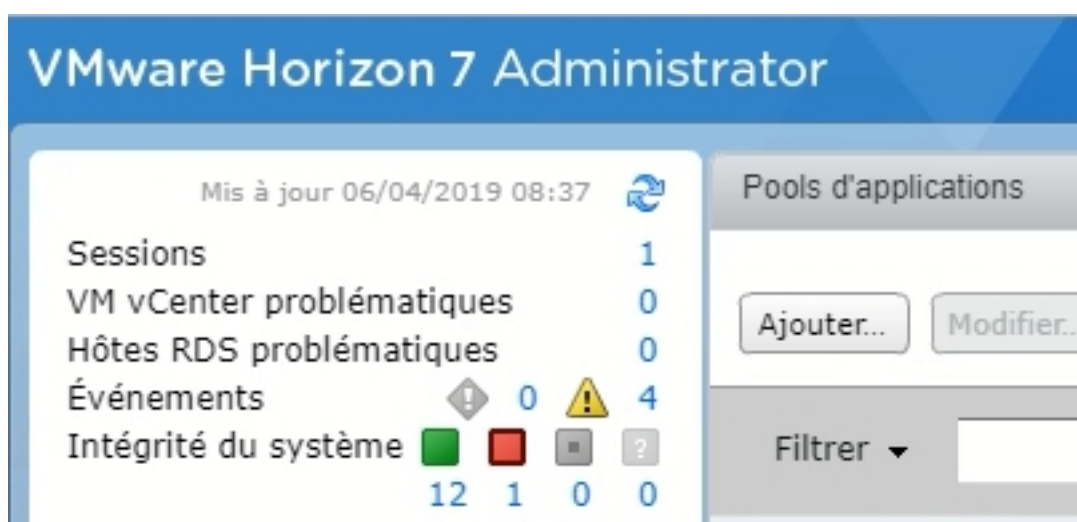 VMware Horizon 7 Administrator
Mis à jour 06/04/2019 08:37
Sessions 1
VM vCenter problématiques 0
Hôtes RDS problématiques 0
Événements 0 4
Intégrité du système
12 1 0 0
Pools d'applications
Ajouter... Modifier...
Filtrer